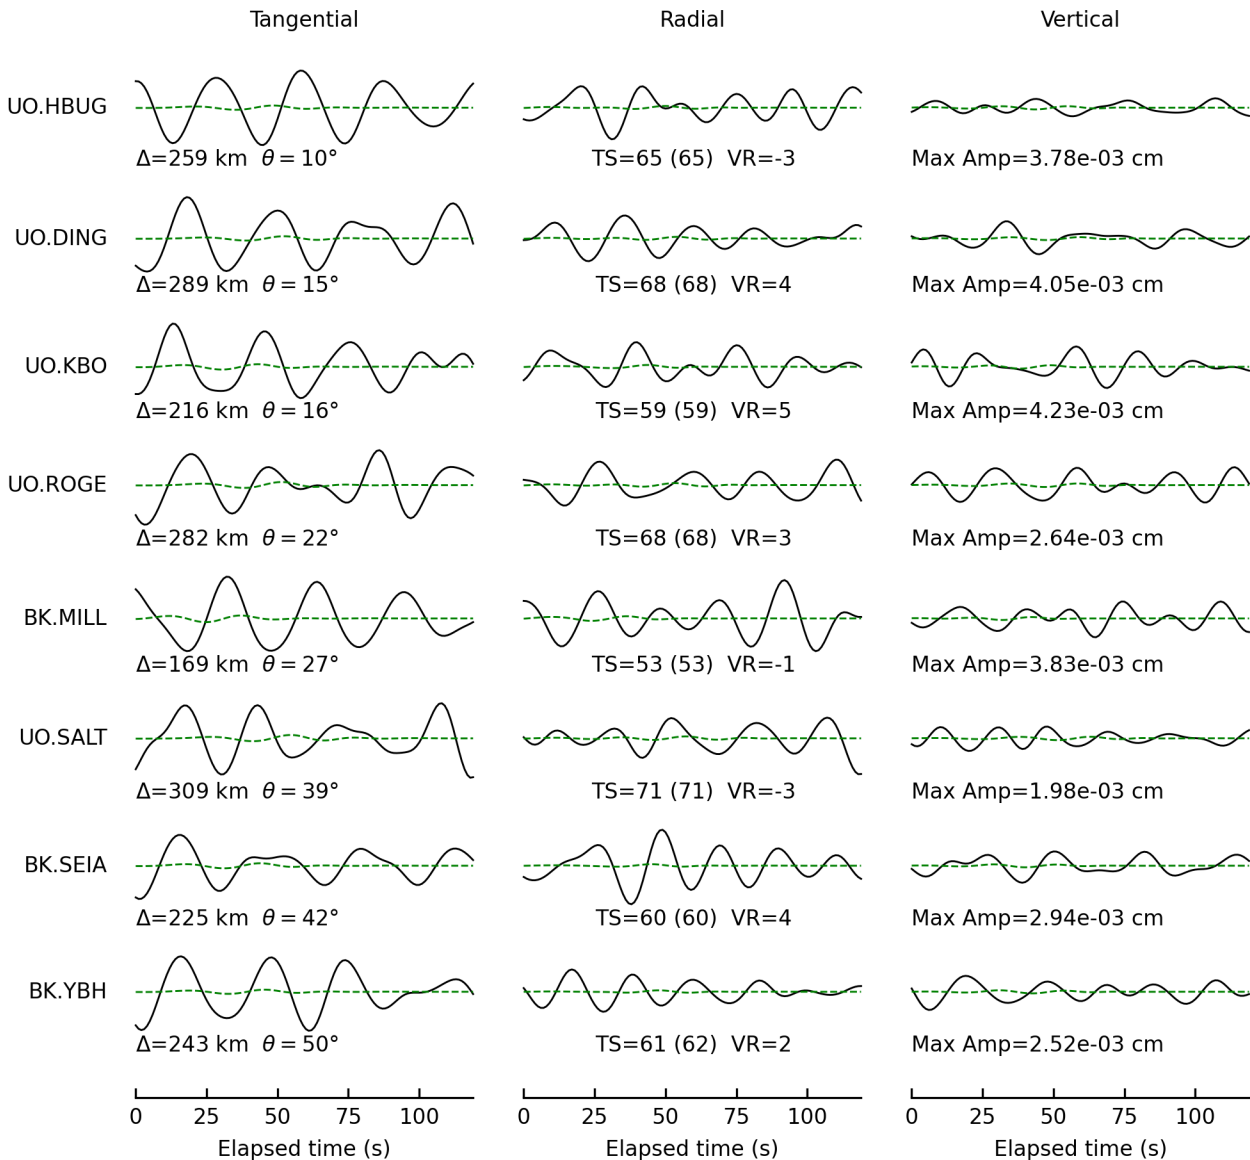 Tangential Radial Vertical
UO.HBUG
Δ=259 km θ = 10° TS=65 (65) VR=-3 Max Amp=3.78e-03 cm
UO.DING
Δ=289 km θ = 15° TS=68 (68) VR=4 Max Amp=4.05e-03 cm
UO.KBO
Δ=216 km θ = 16° TS=59 (59) VR=5 Max Amp=4.23e-03 cm
UO.ROGE
Δ=282 km θ = 22° TS=68 (68) VR=3 Max Amp=2.64e-03 cm
BK.MILL
Δ=169 km θ = 27° TS=53 (53) VR=-1 Max Amp=3.83e-03 cm
UO.SALT
Δ=309 km θ = 39° TS=71 (71) VR=-3 Max Amp=1.98e-03 cm
BK.SEIA
Δ=225 km θ = 42° TS=60 (60) VR=4 Max Amp=2.94e-03 cm
BK.YBH
Δ=243 km θ = 50° TS=61 (62) VR=2 Max Amp=2.52e-03 cm
0 25 50 75 100 0 25 50 75 100 0 25 50 75 100
Elapsed time (s) Elapsed time (s) Elapsed time (s)